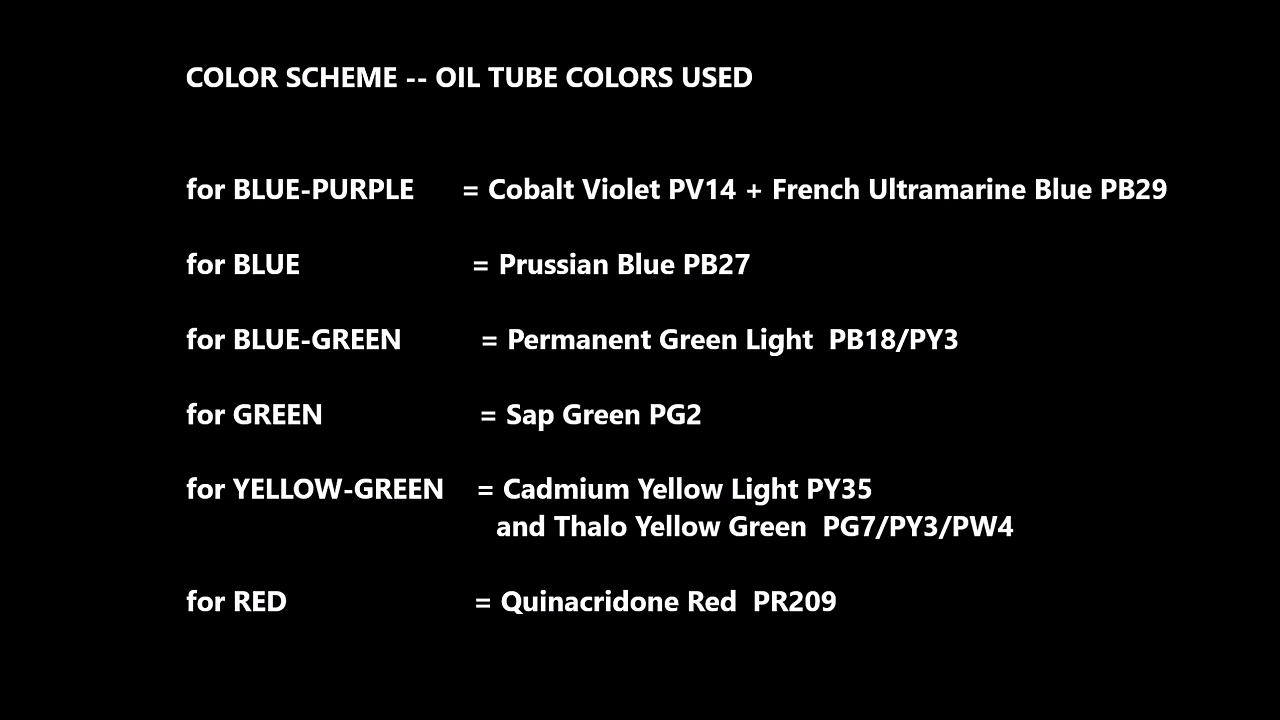 COLOR SCHEME -- OIL TUBE COLORS USED
for BLUE-PURPLE = Cobalt Violet PV14 + French Ultramarine Blue PB29
for BLUE = Prussian Blue PB27
for BLUE-GREEN = Permanent Green Light PB18/PY3
for GREEN = Sap Green PG2
for YELLOW-GREEN = Cadmium Yellow Light PY35
and Thalo Yellow Green PG7/PY3/PW4
for RED = Quinacridone Red PR209